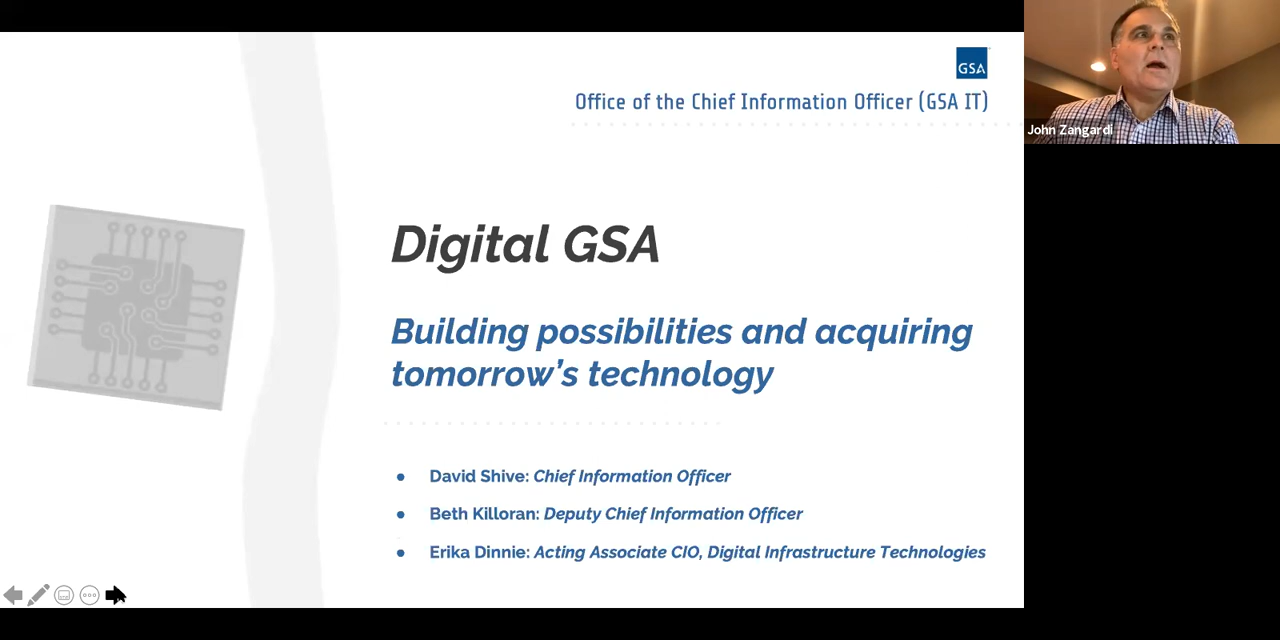 GSA
Office of the Chief Information Officer (GSA IT)
John Zangardi
Digital GSA
Building possibilities and acquiring
tomorrow's technology
● David Shive: Chief Information Officer
● Beth Killoran: Deputy Chief Information Officer
● Erika Dinnie: Acting Associate CIO, Digital Infrastructure Technologies